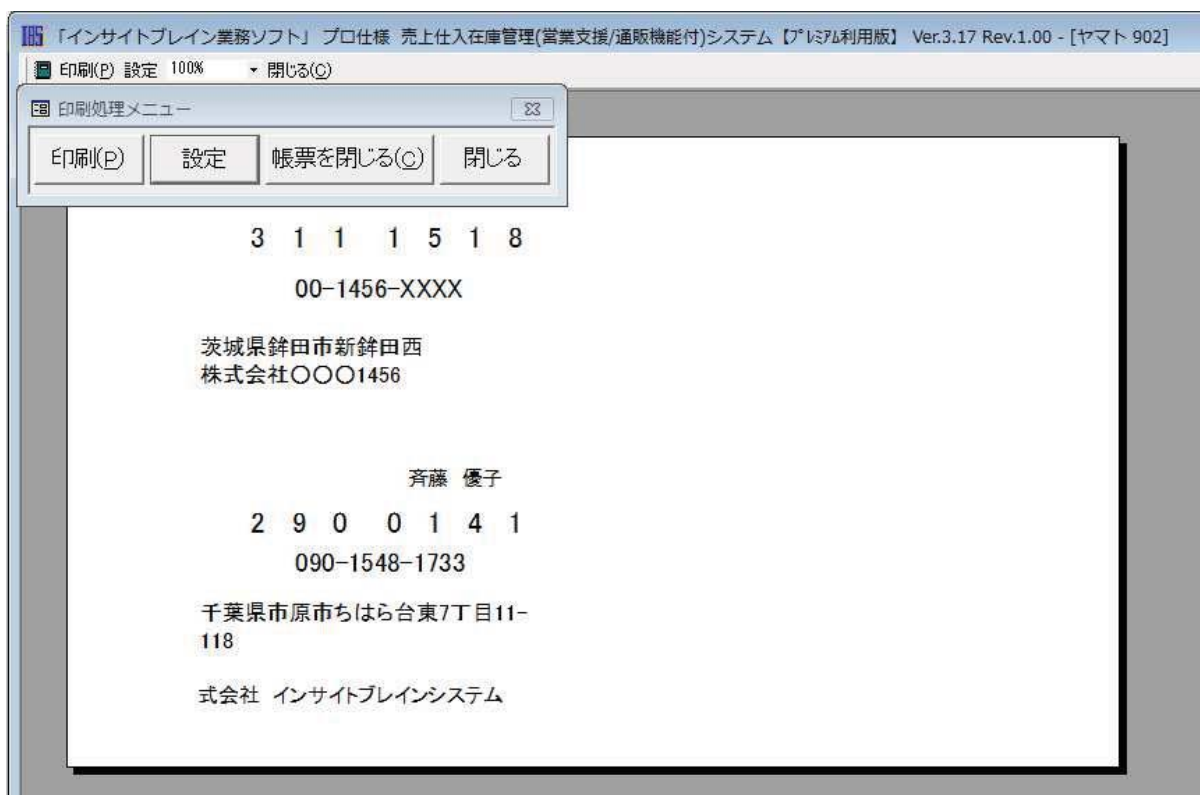 IBS 「インサイトブレイン業務ソフト」 プロ仕様 売上仕入在庫管理(営業支援/通販機能付)システム【プレミアム利用版】 Ver.3.17 Rev.1.00 - [ヤマト 902]
印刷(P) 設定 100% 閉じる(C)
印刷処理メニュー
印刷(P) 設定 帳票を閉じる(C) 閉じる
3 1 1 1 5 1 8
00-1456-XXXX
茨城県鉾田市新鉾田西
株式会社〇〇〇1456
斉藤 優子
2 9 0 0 1 4 1
090-1548-1733
千葉県市原市ちはら台東7丁目11-
118
式会社 インサイトブレインシステム